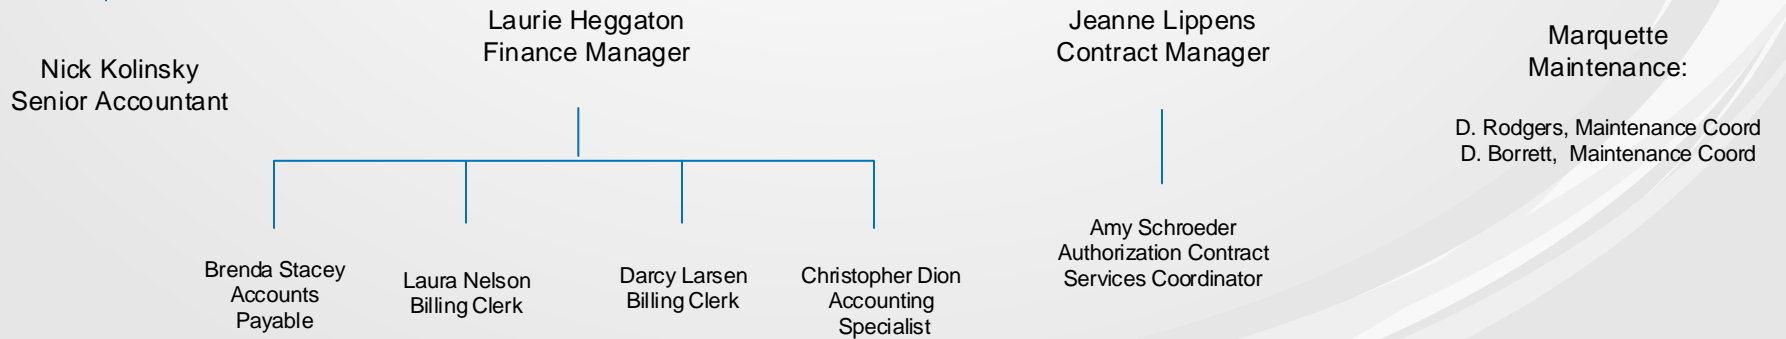 Nick Kolinsky
Senior Accountant
Laurie Heggaton
Finance Manager
Jeanne Lippens
Contract Manager
Marquette
Maintenance:
D. Rodgers, Maintenance Coord
D. Borrett, Maintenance Coord
Brenda Stacey
Accounts
Payable
Laura Nelson
Billing Clerk
Darcy Larsen
Billing Clerk
Christopher Dion
Accounting
Specialist
Amy Schroeder
Authorization Contract
Services Coordinator